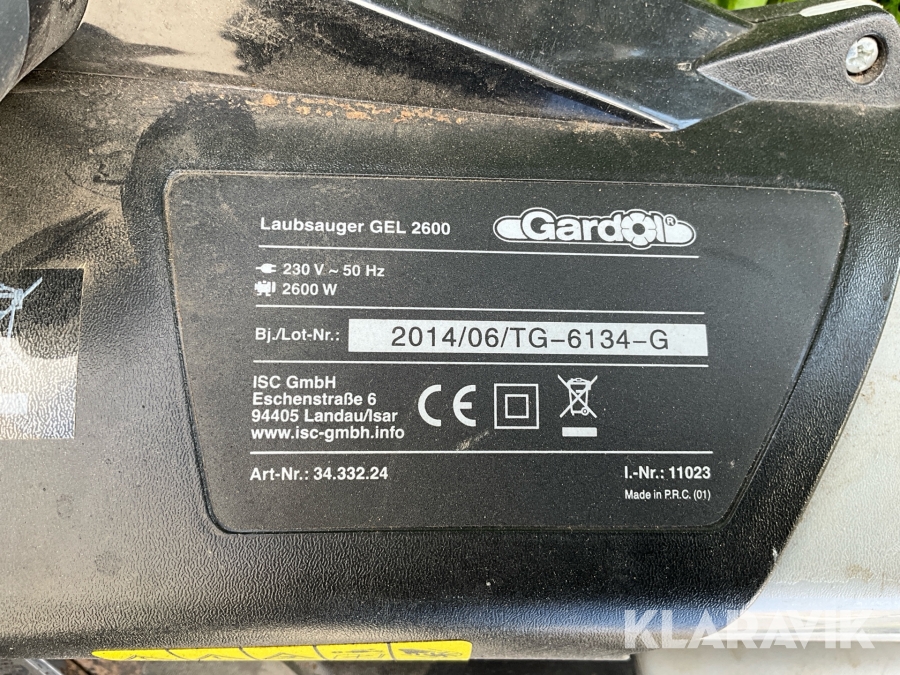 Laubsauger GEL 2600
Gardol®
230 V ~ 50 Hz
2600 W
Bj./Lot-Nr.: 2014/06/TG-6134-G
ISC GmbH
Eschenstraße 6
94405 Landau/Isar
www.isc-gmbh.info
CE
Art-Nr.: 34.332.24
I.-Nr.: 11023
Made in P.R.C. (01)
KLARAVIK